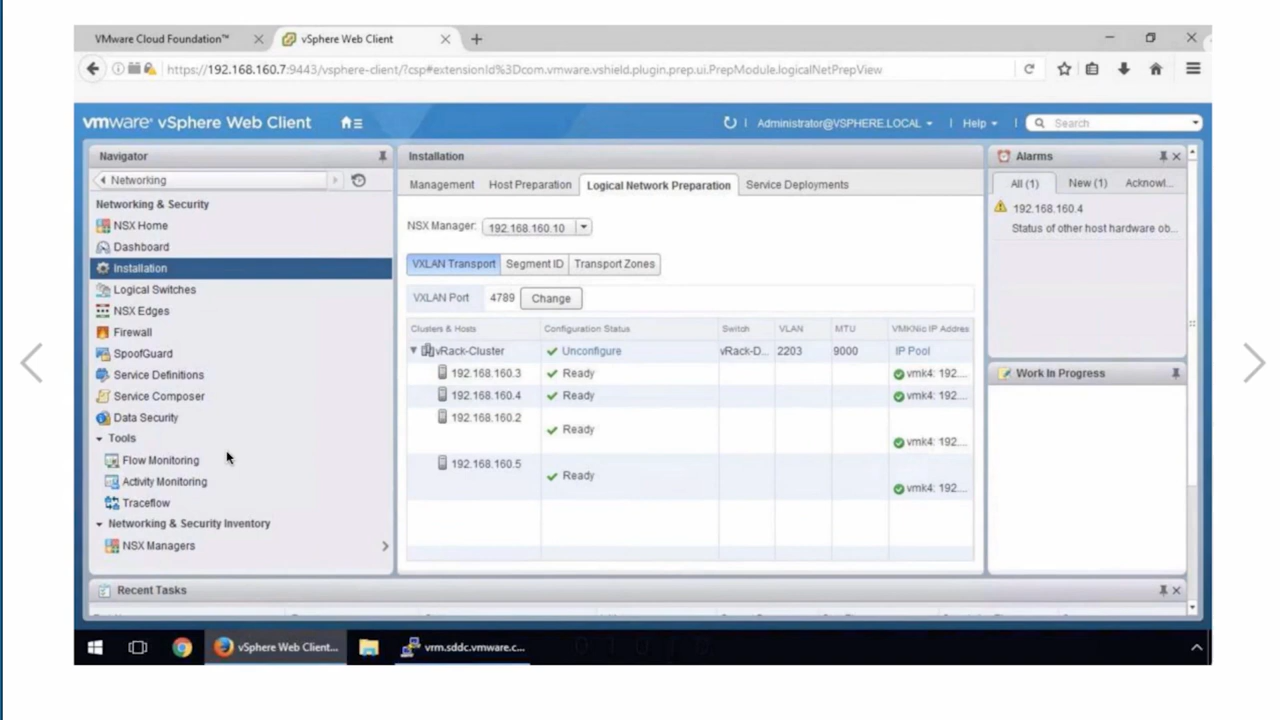 VMware Cloud Foundation™
vSphere Web Client
https://192.168.160.7:9443/vsphere-client/?csp#extensionId%3Dcom.vmware.vshield.plugin.prep.ui.PrepModule.logicalNetPrepView
vmware® vSphere Web Client
Administrator@VSPHERE.LOCAL
Help
Search
Navigator
Networking
Networking & Security
NSX Home
Dashboard
Installation
Logical Switches
NSX Edges
Firewall
SpoofGuard
Service Definitions
Service Composer
Data Security
Tools
Flow Monitoring
Activity Monitoring
Traceflow
Networking & Security Inventory
NSX Managers
Installation
Management Host Preparation Logical Network Preparation Service Deployments
NSX Manager: 192.168.160.10
VXLAN Transport Segment ID Transport Zones
VXLAN Port 4789 Change
Clusters & Hosts Configuration Status Switch VLAN MTU VMKNic IP Addres
vRack-Cluster Unconfigure vRack-D... 2203 9000 IP Pool
192.168.160.3 Ready vmk4: 192....
192.168.160.4 Ready vmk4: 192....
192.168.160.2 Ready vmk4: 192....
192.168.160.5 Ready vmk4: 192....
Alarms
All (1) New (1) Acknowl...
192.168.160.4
Status of other host hardware ob...
Work In Progress
Recent Tasks
vSphere Web Client...
vrm.sddc.vmware.c...